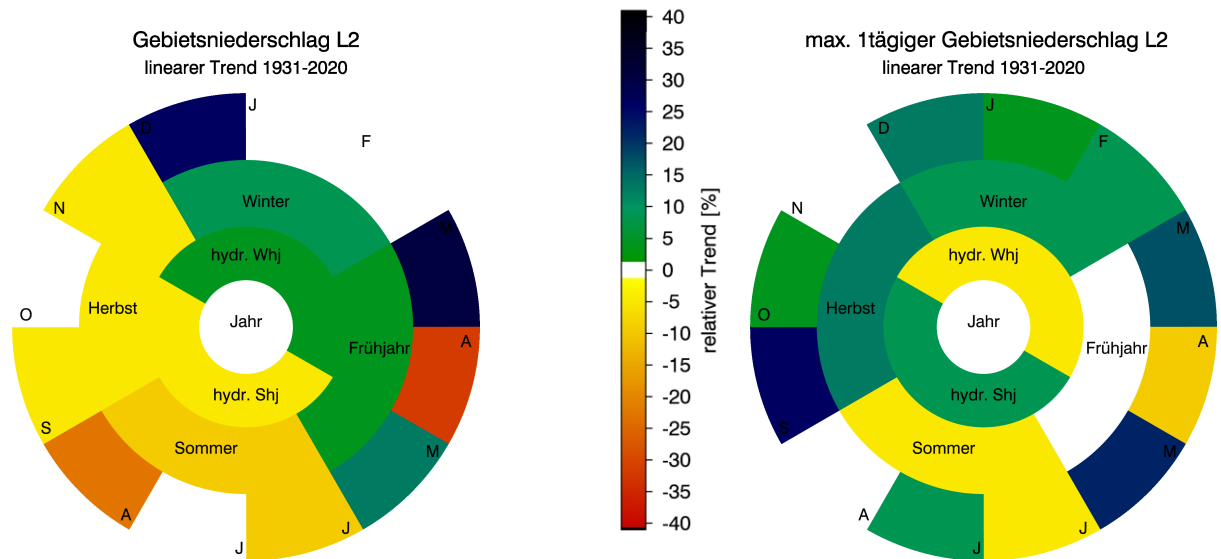 Gebietsniederschlag L2
linearer Trend 1931-2020
J
F
M
A
M
J
J
A
S
O
N
D
Winter
hydr. Whj
Herbst
Jahr
Frühjahr
hydr. Shj
Sommer
40
35
30
25
20
15
10
5
0
-5
-10
-15
-20
-25
-30
-35
-40
relativer Trend [%]
max. 1tägiger Gebietsniederschlag L2
linearer Trend 1931-2020
J
F
M
A
M
J
J
A
S
O
N
D
Winter
hydr. Whj
Herbst
Jahr
Frühjahr
hydr. Shj
Sommer